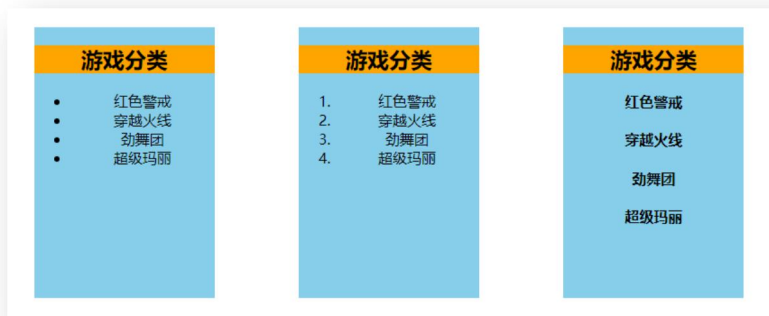 游戏分类
• 红色警戒
• 穿越火线
• 劲舞团
• 超级玛丽
游戏分类
1. 红色警戒
2. 穿越火线
3. 劲舞团
4. 超级玛丽
游戏分类
红色警戒
穿越火线
劲舞团
超级玛丽